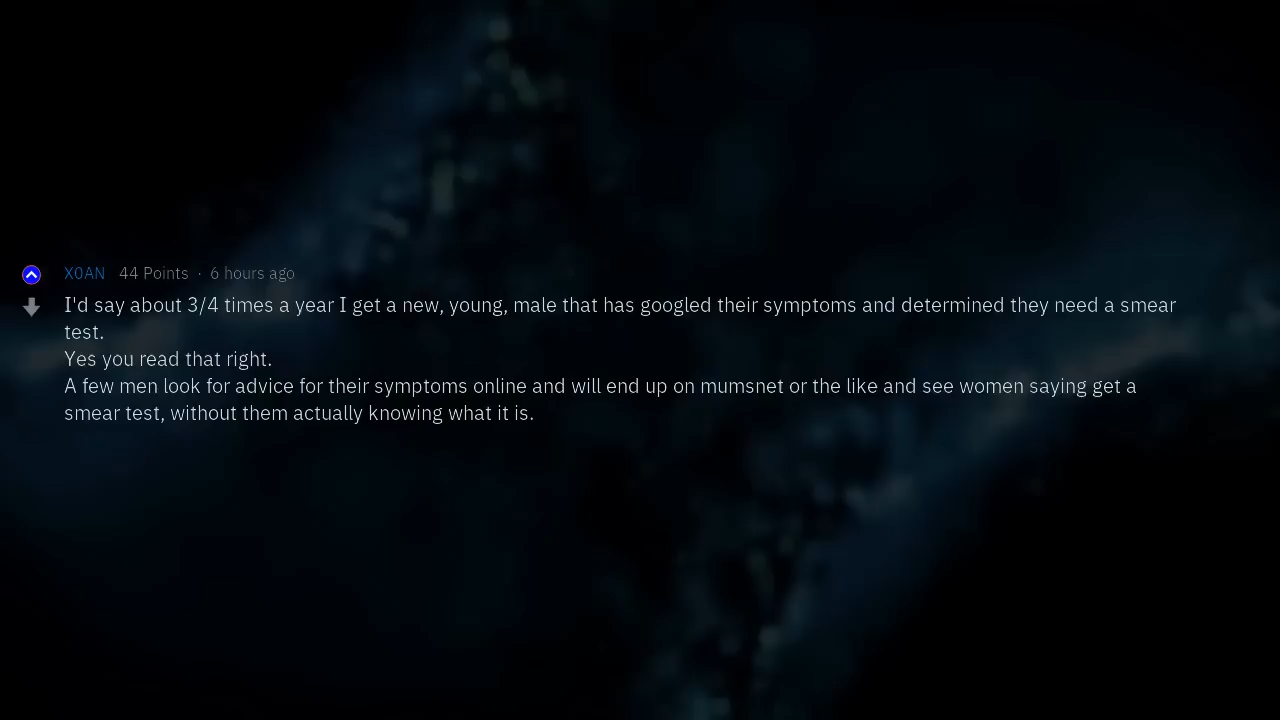 X0AN 44 Points · 6 hours ago
I'd say about 3/4 times a year I get a new, young, male that has googled their symptoms and determined they need a smear
test.
Yes you read that right.
A few men look for advice for their symptoms online and will end up on mumsnet or the like and see women saying get a
smear test, without them actually knowing what it is.